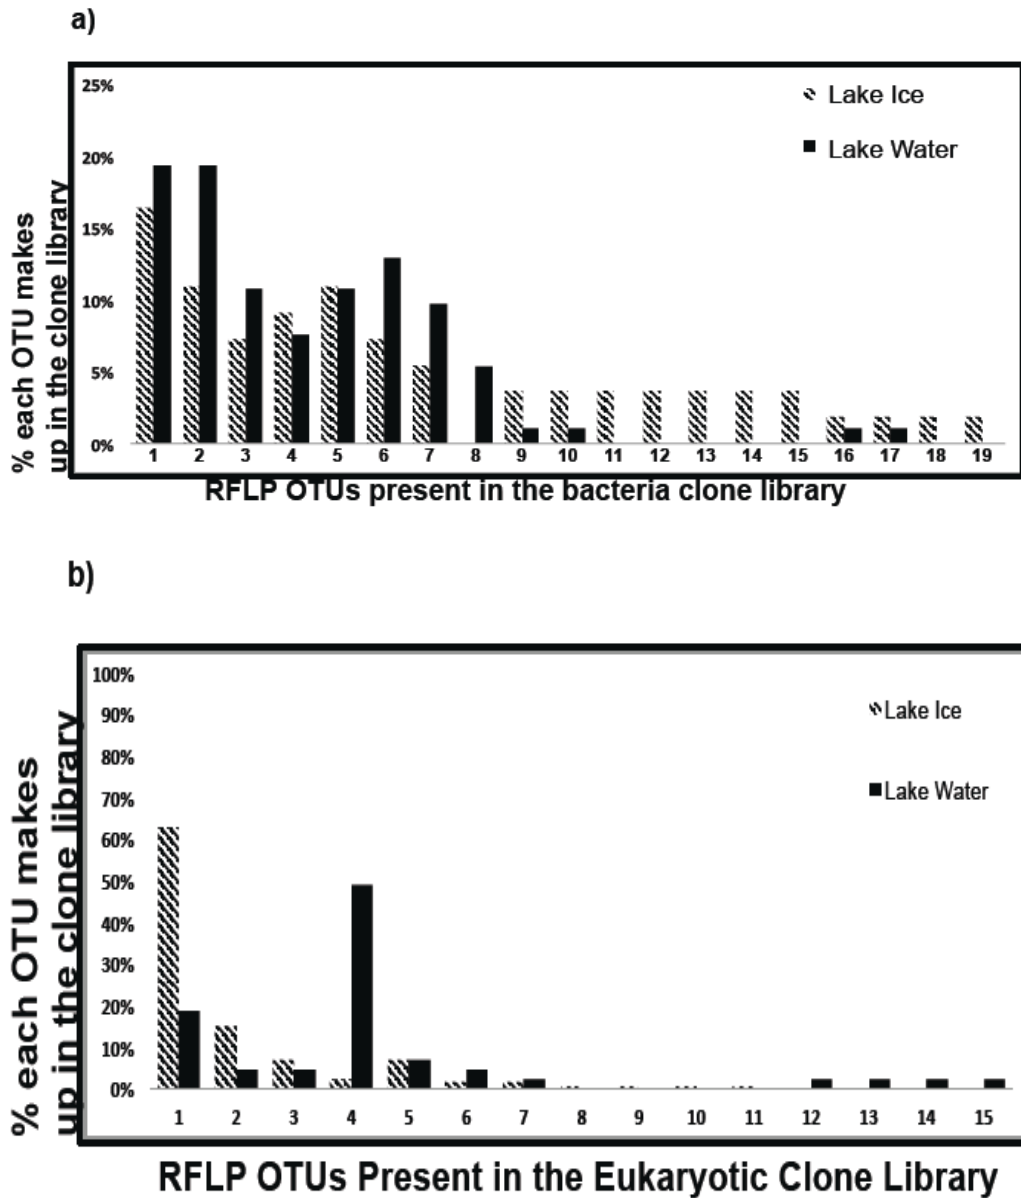 a)
25%
20%
15%
10%
5%
0%
% each OTU makes
up in the clone library
Lake Ice
Lake Water
1 2 3 4 5 6 7 8 9 10 11 12 13 14 15 16 17 18 19
RFLP OTUs present in the bacteria clone library
b)
100%
90%
80%
70%
60%
50%
40%
30%
20%
10%
0%
% each OTU makes
up in the clone library
Lake Ice
Lake Water
1 2 3 4 5 6 7 8 9 10 11 12 13 14 15
RFLP OTUs Present in the Eukaryotic Clone Library